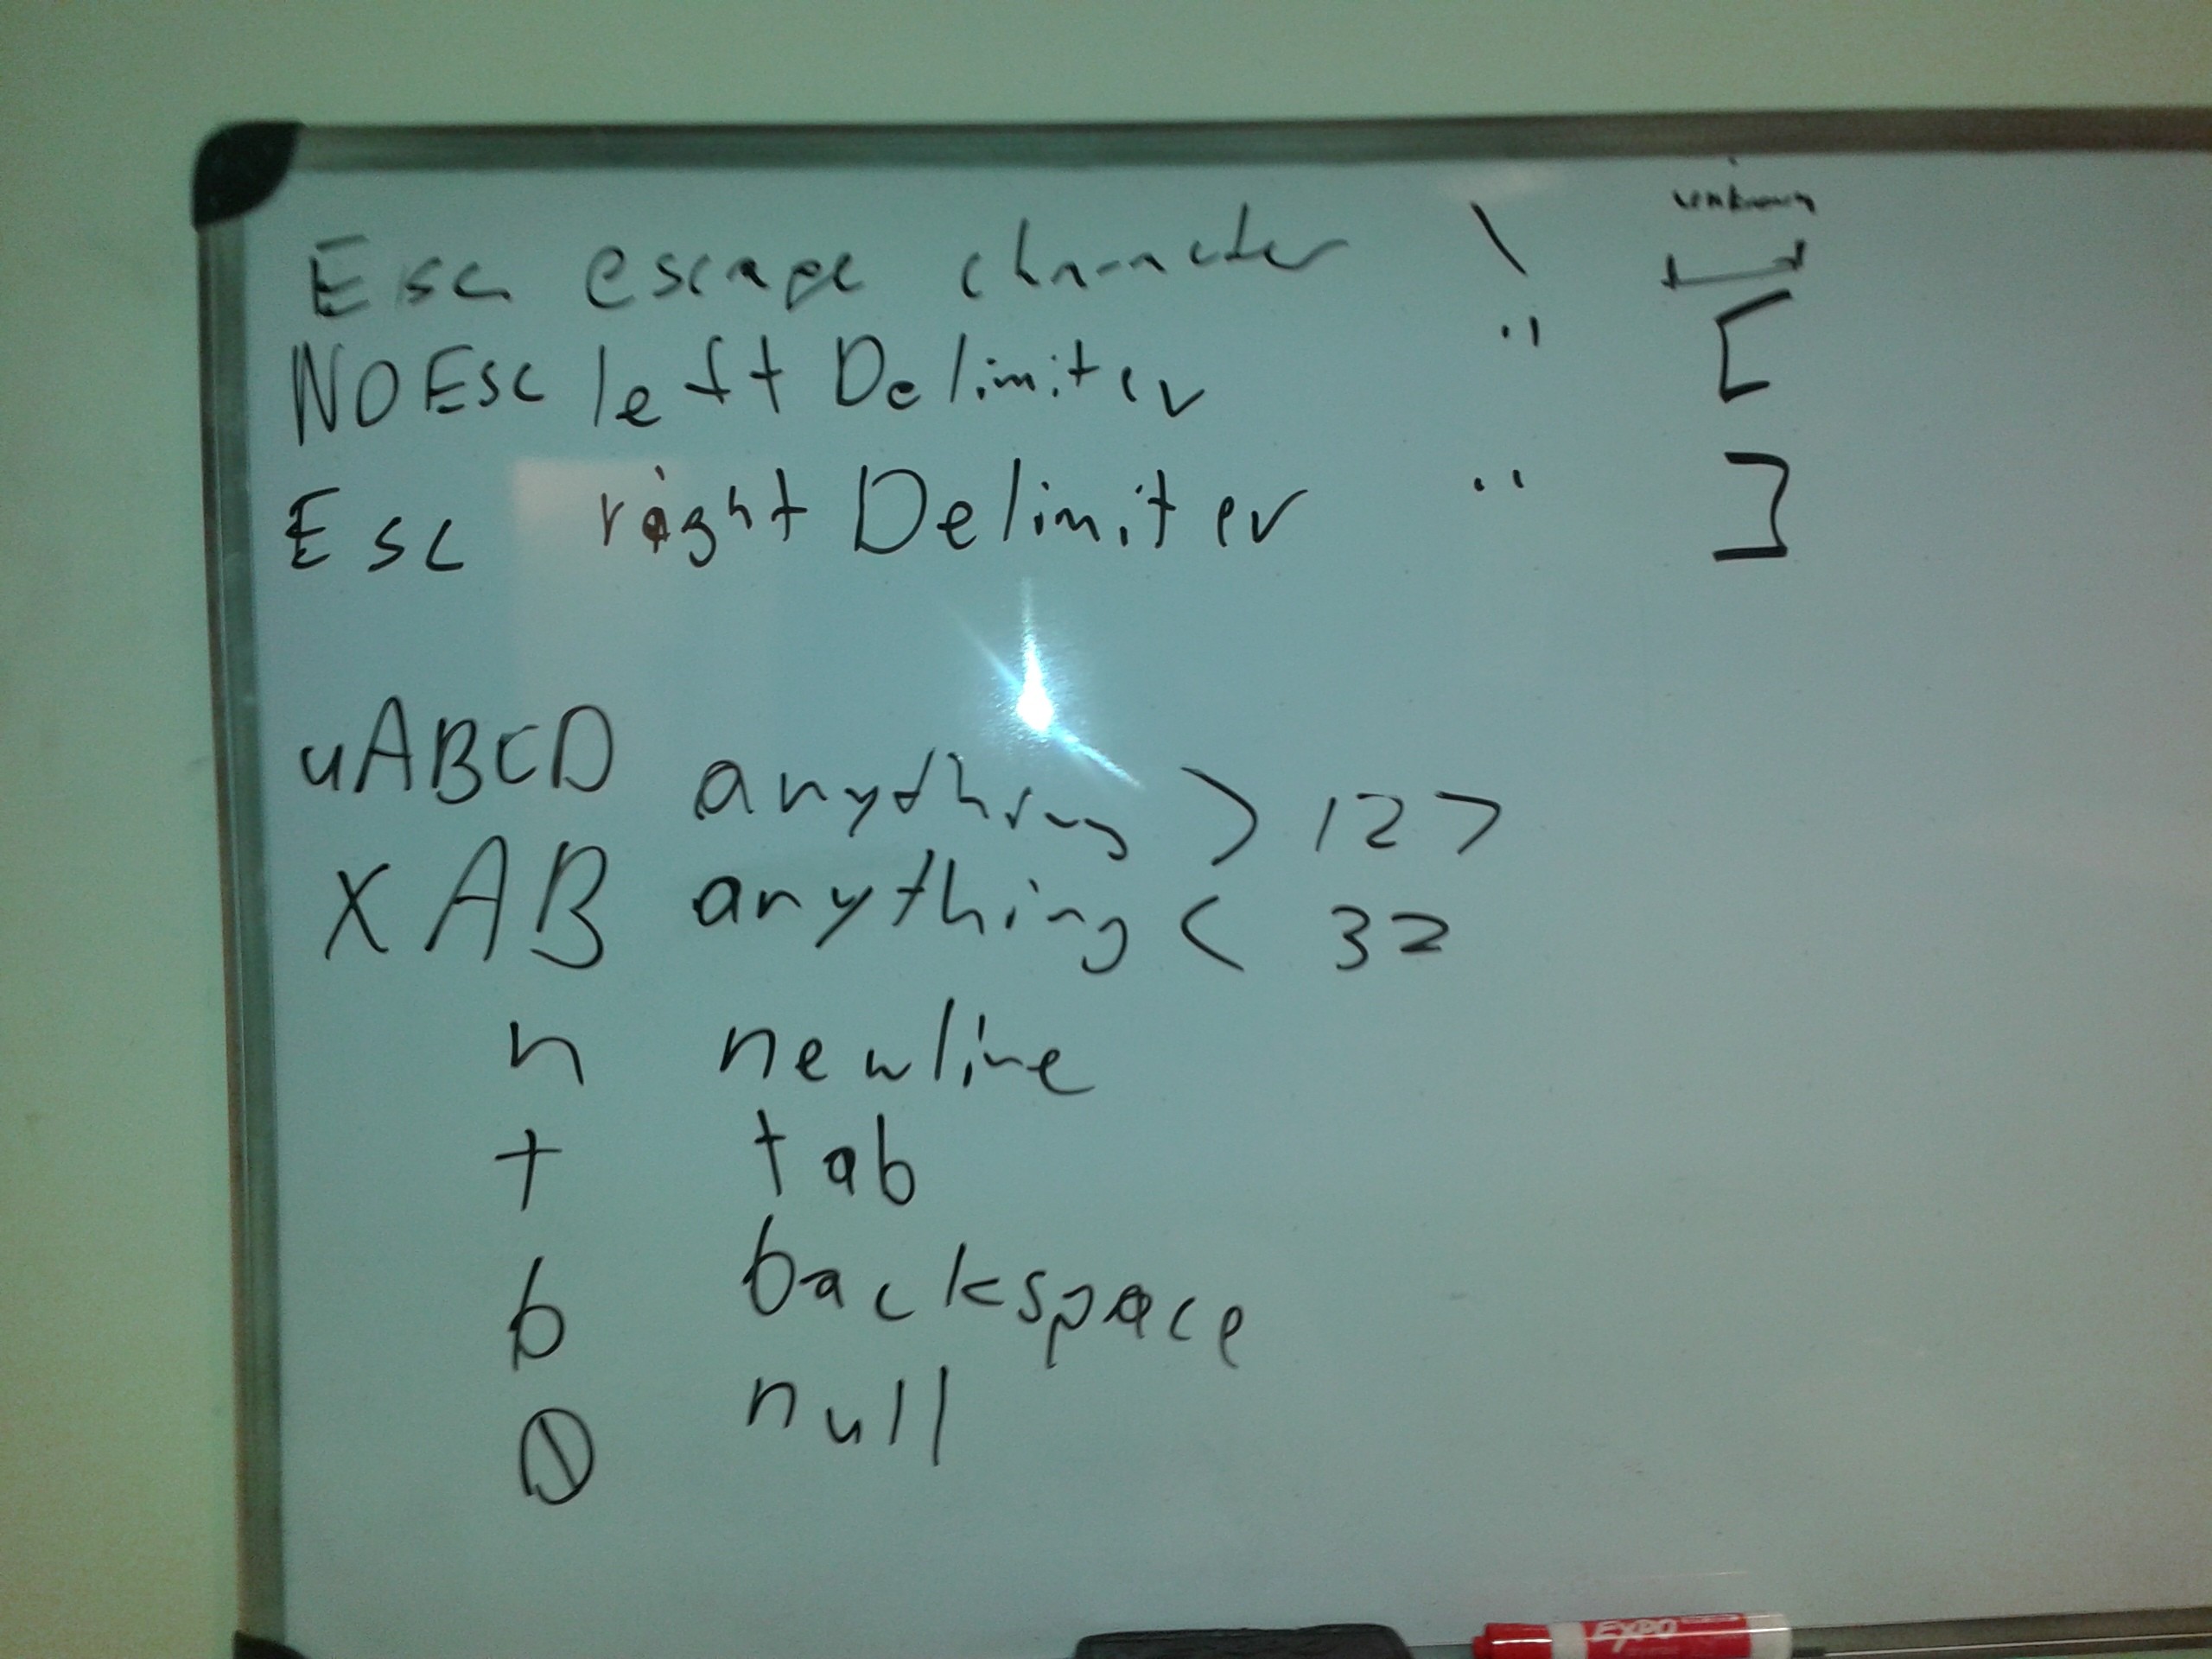 unknown
Esc escape character \
NOEsc left Delimiter " [
Esc right Delimiter " ]
uABCD anything > 127
XAB anything < 32
n newline
t tab
b backspace
0 null
EXPO